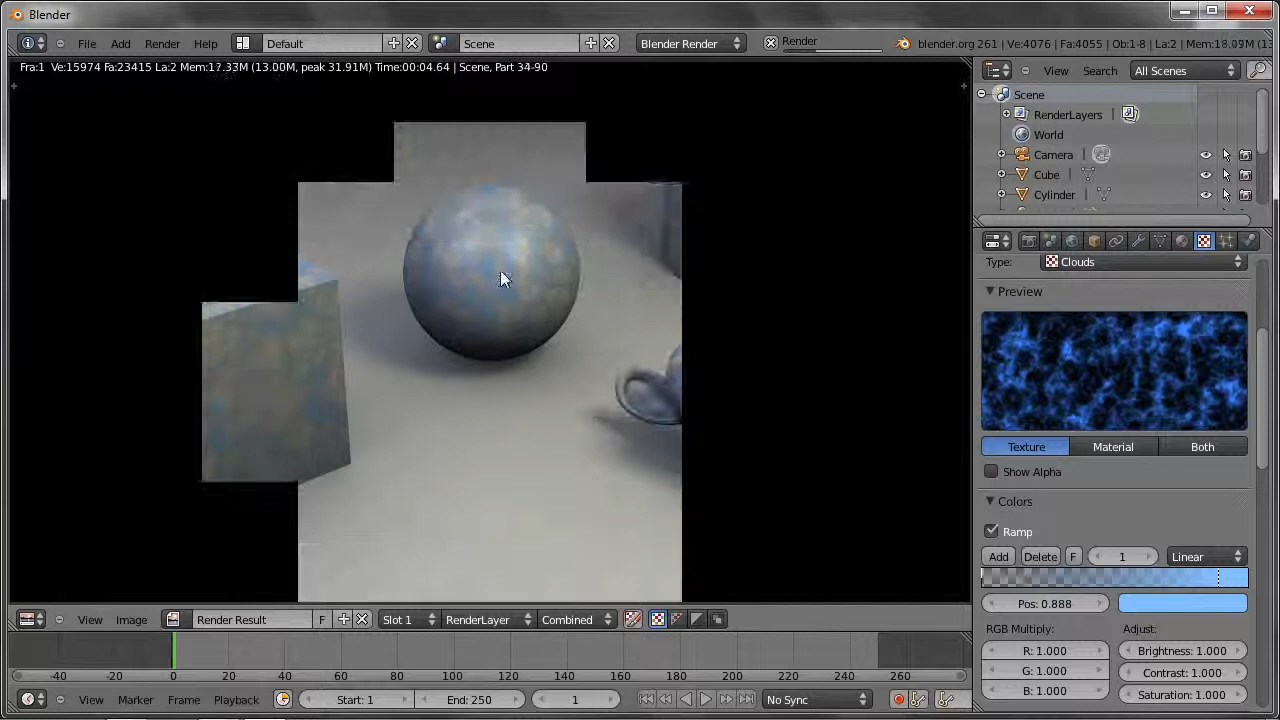 Blender
File Add Render Help Default Scene Blender Render Render blender.org 261 | Ve:4076 | Fa:4055 | Ob:1-8 | La:2 | Mem:18.09M (13
Fra:1 Ve:15974 Fa:23415 La:2 Mem:17.33M (13.00M, peak 31.91M) Time:00:04.64 | Scene, Part 34-90
View Search All Scenes
Scene
RenderLayers
World
Camera
Cube
Cylinder
Type: Clouds
Preview
Texture Material Both
Show Alpha
Colors
Ramp
Add Delete F 1 Linear
Pos: 0.888
RGB Multiply: Adjust:
R: 1.000 Brightness: 1.000
G: 1.000 Contrast: 1.000
B: 1.000 Saturation: 1.000
View Image Render Result F Slot 1 RenderLayer Combined
-40 -20 0 20 40 60 80 100 120 140 160 180 200 220 240 260
View Marker Frame Playback Start: 1 End: 250 1 No Sync